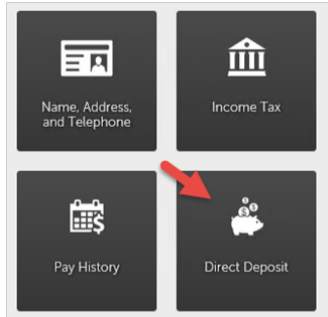 Name, Address,
and Telephone
Income Tax
Pay History
Direct Deposit